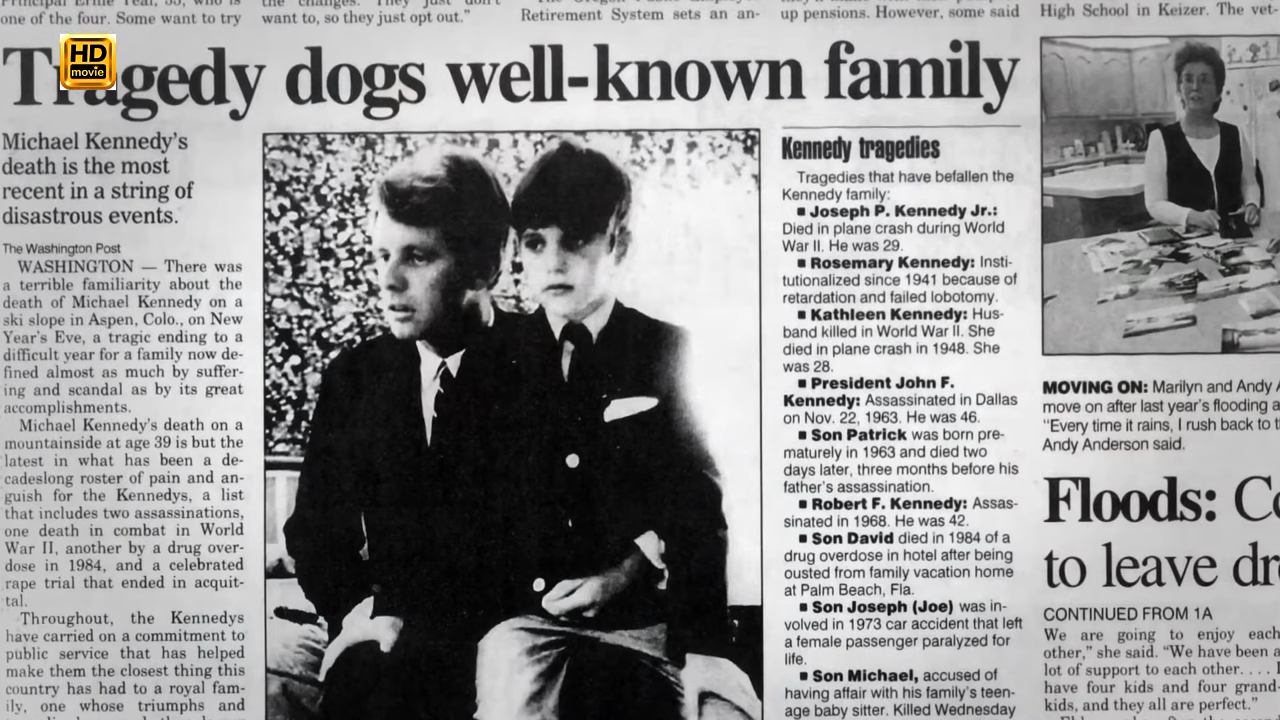 Principal Ernie Teal, 55, who is
one of the four. Some want to try
the changes. They just don't
want to, so they just opt out."
Retirement System sets an an-
up pensions. However, some said
High School in Keizer. The vet-
HD
movie
Tragedy dogs well-known family
Michael Kennedy's
death is the most
recent in a string of
disastrous events.
The Washington Post
WASHINGTON — There was
a terrible familiarity about the
death of Michael Kennedy on a
ski slope in Aspen, Colo., on New
Year's Eve, a tragic ending to a
difficult year for a family now de-
fined almost as much by suffer-
ing and scandal as by its great
accomplishments.
Michael Kennedy's death on a
mountainside at age 39 is but the
latest in what has been a de-
cadeslong roster of pain and an-
guish for the Kennedys, a list
that includes two assassinations,
one death in combat in World
War II, another by a drug over-
dose in 1984, and a celebrated
rape trial that ended in acquit-
tal.
Throughout, the Kennedys
have carried on a commitment to
public service that has helped
make them the closest thing this
country has had to a royal fam-
ily, one whose triumphs and
Kennedy tragedies
Tragedies that have befallen the
Kennedy family:
■ Joseph P. Kennedy Jr.:
Died in plane crash during World
War II. He was 29.
■ Rosemary Kennedy: Insti-
tutionalized since 1941 because of
retardation and failed lobotomy.
■ Kathleen Kennedy: Hus-
band killed in World War II. She
died in plane crash in 1948. She
was 28.
■ President John F.
Kennedy: Assassinated in Dallas
on Nov. 22, 1963. He was 46.
■ Son Patrick was born pre-
maturely in 1963 and died two
days later, three months before his
father's assassination.
■ Robert F. Kennedy: Assas-
sinated in 1968. He was 42.
■ Son David died in 1984 of a
drug overdose in hotel after being
ousted from family vacation home
at Palm Beach, Fla.
■ Son Joseph (Joe) was in-
volved in 1973 car accident that left
a female passenger paralyzed for
life.
■ Son Michael, accused of
having affair with his family's teen-
age baby sitter. Killed Wednesday
MOVING ON: Marilyn and Andy
move on after last year's flooding
"Every time it rains, I rush back to
Andy Anderson said.
Floods:
to leave
CONTINUED FROM 1A
We are going to enjoy each
other," she said. "We have been a
lot of support to each other. . . .
have four kids and four grand-
kids, and they all are perfect."